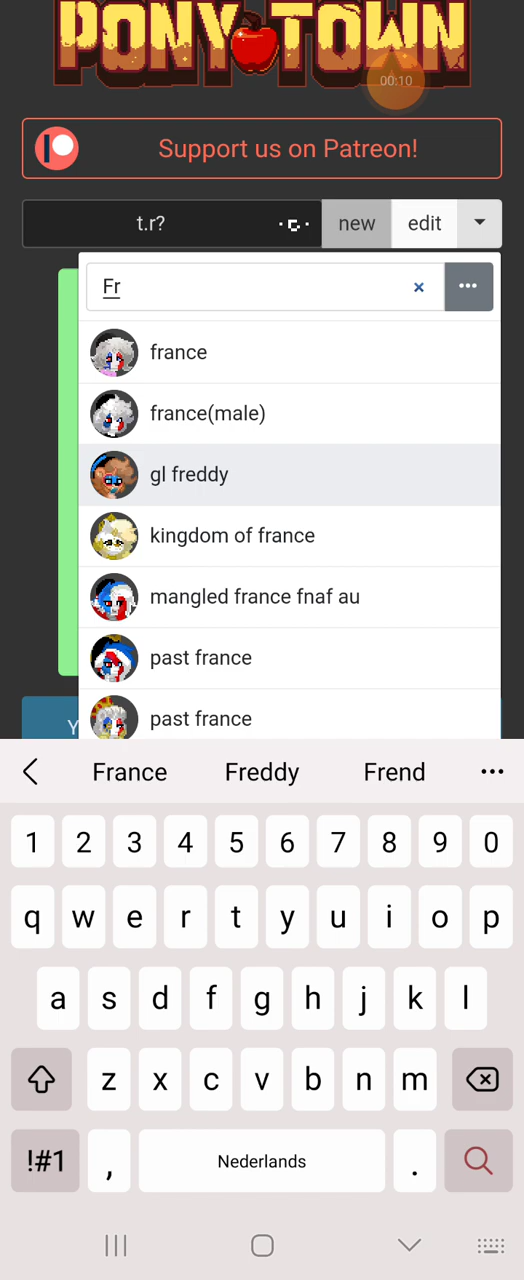 PONY TOWN
00:10
Support us on Patreon!
t.r? ·c· new edit
Fr × •••
france
france(male)
gl freddy
kingdom of france
mangled france fnaf au
past france
Y past france
France Freddy Frend •••
1 2 3 4 5 6 7 8 9 0
q w e r t y u i o p
a s d f g h j k l
z x c v b n m
!#1 , Nederlands .